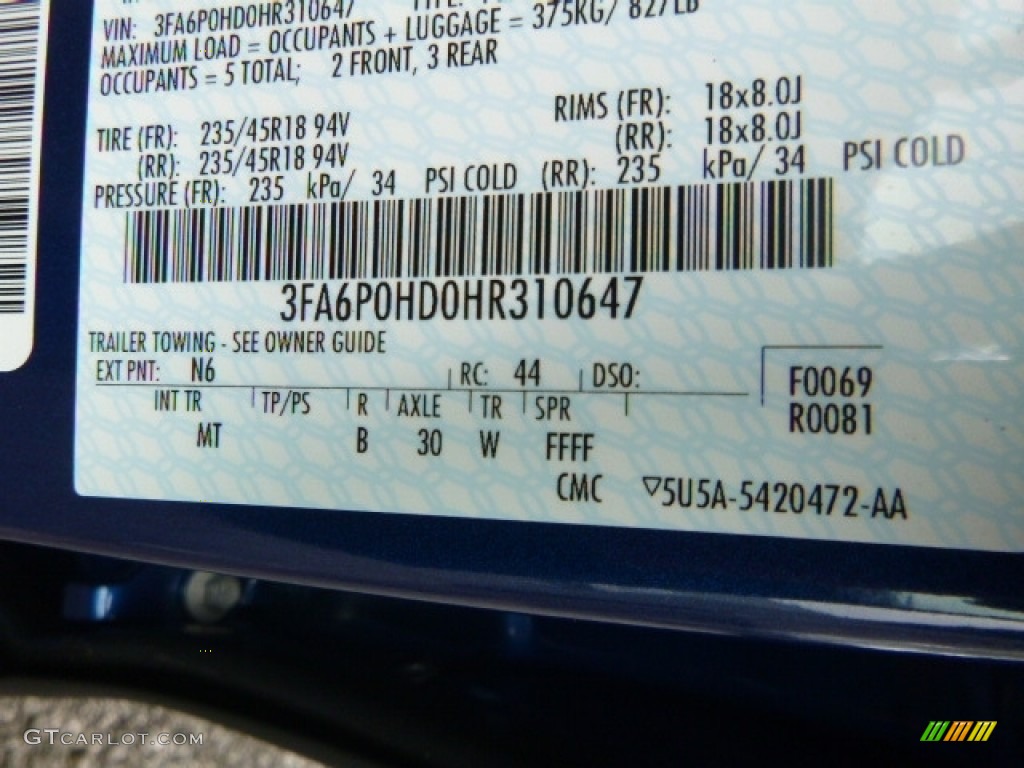 VIN: 3FA6P0HD0HR310647
MAXIMUM LOAD = OCCUPANTS + LUGGAGE = 375KG/ 827LB
OCCUPANTS = 5 TOTAL; 2 FRONT, 3 REAR
TIRE (FR): 235/45R18 94V RIMS (FR): 18x8.0J
(RR): 235/45R18 94V (RR): 18x8.0J
PRESSURE (FR): 235 kPa/ 34 PSI COLD (RR): 235 kPa/ 34 PSI COLD
3FA6P0HD0HR310647
TRAILER TOWING - SEE OWNER GUIDE
EXT PNT: N6 RC: 44 DSO: F0069
INT TR TP/PS R AXLE TR SPR R0081
MT B 30 W FFFF
CMC ▽5U5A-5420472-AA
GTCARLOT.COM